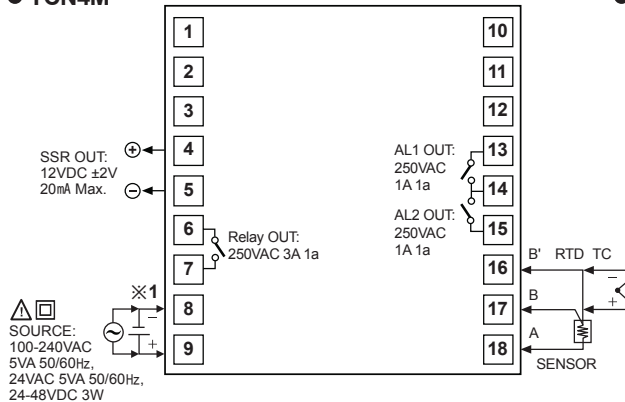 TCN4M
1
2
3
4
5
6
7
8
9
10
11
12
13
14
15
16
17
18
SSR OUT:
12VDC ±2V
20mA Max.
Relay OUT:
250VAC 3A 1a
※1
SOURCE:
100-240VAC
5VA 50/60Hz,
24VAC 5VA 50/60Hz,
24-48VDC 3W
AL1 OUT:
250VAC
1A 1a
AL2 OUT:
250VAC
1A 1a
B' RTD TC
B
A
SENSOR